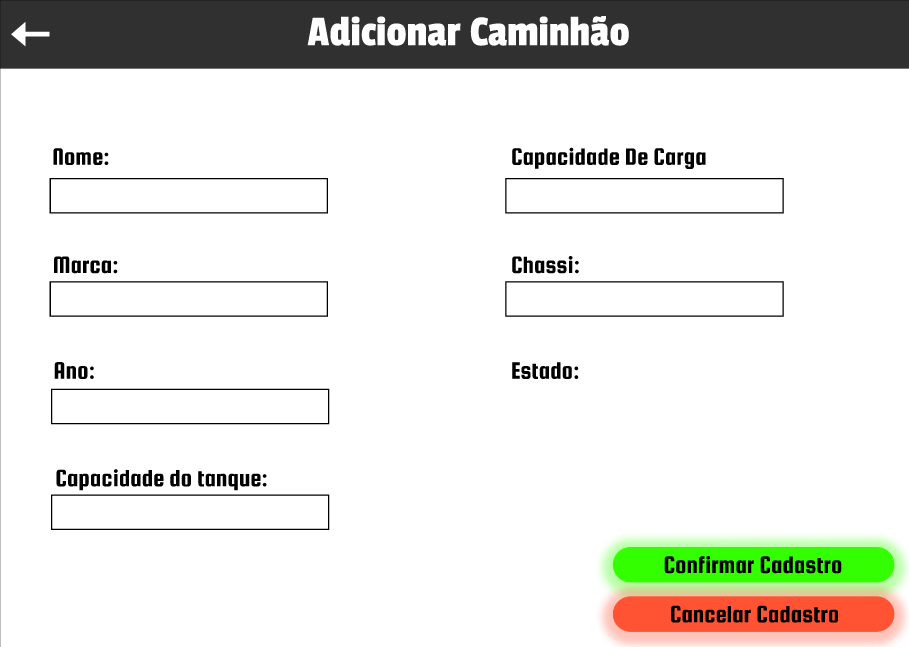 Adicionar Caminhão
Nome:
Capacidade De Carga
Marca:
Chassi:
Ano:
Estado:
Capacidade do tanque:
Confirmar Cadastro
Cancelar Cadastro